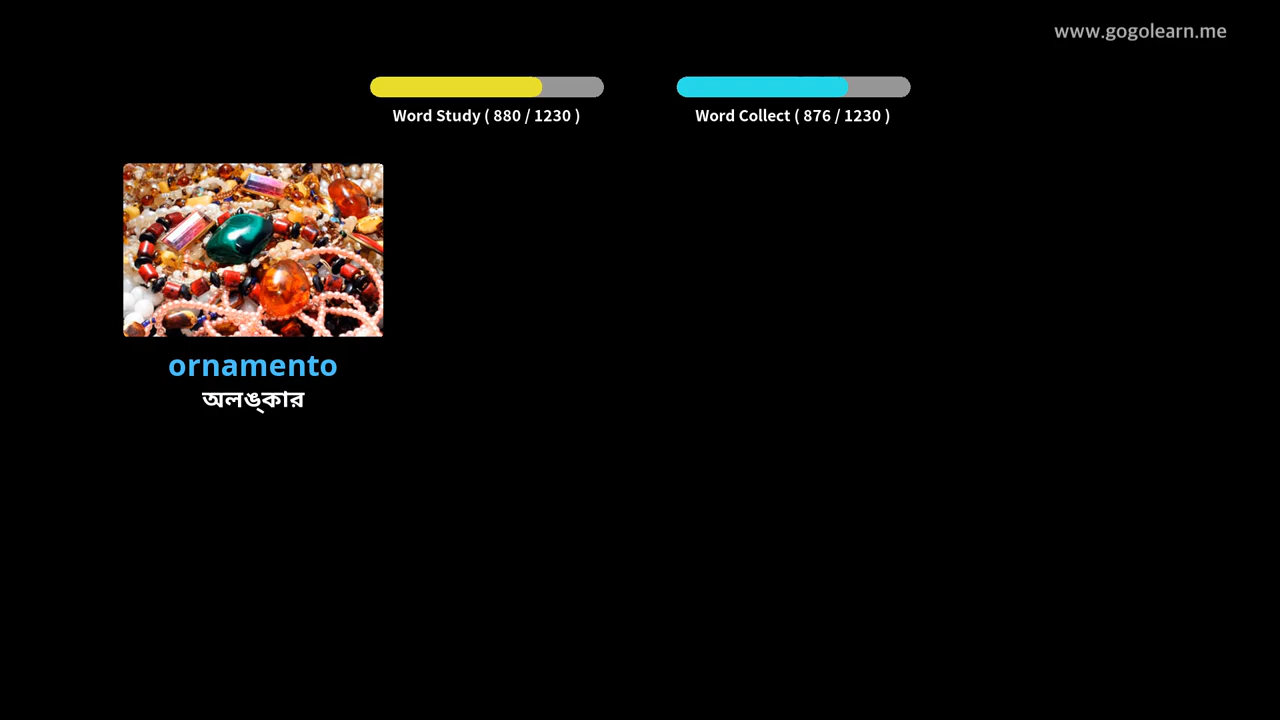 www.gogolearn.me
Word Study ( 880 / 1230 )
Word Collect ( 876 / 1230 )
ornamento
অলঙ্কার